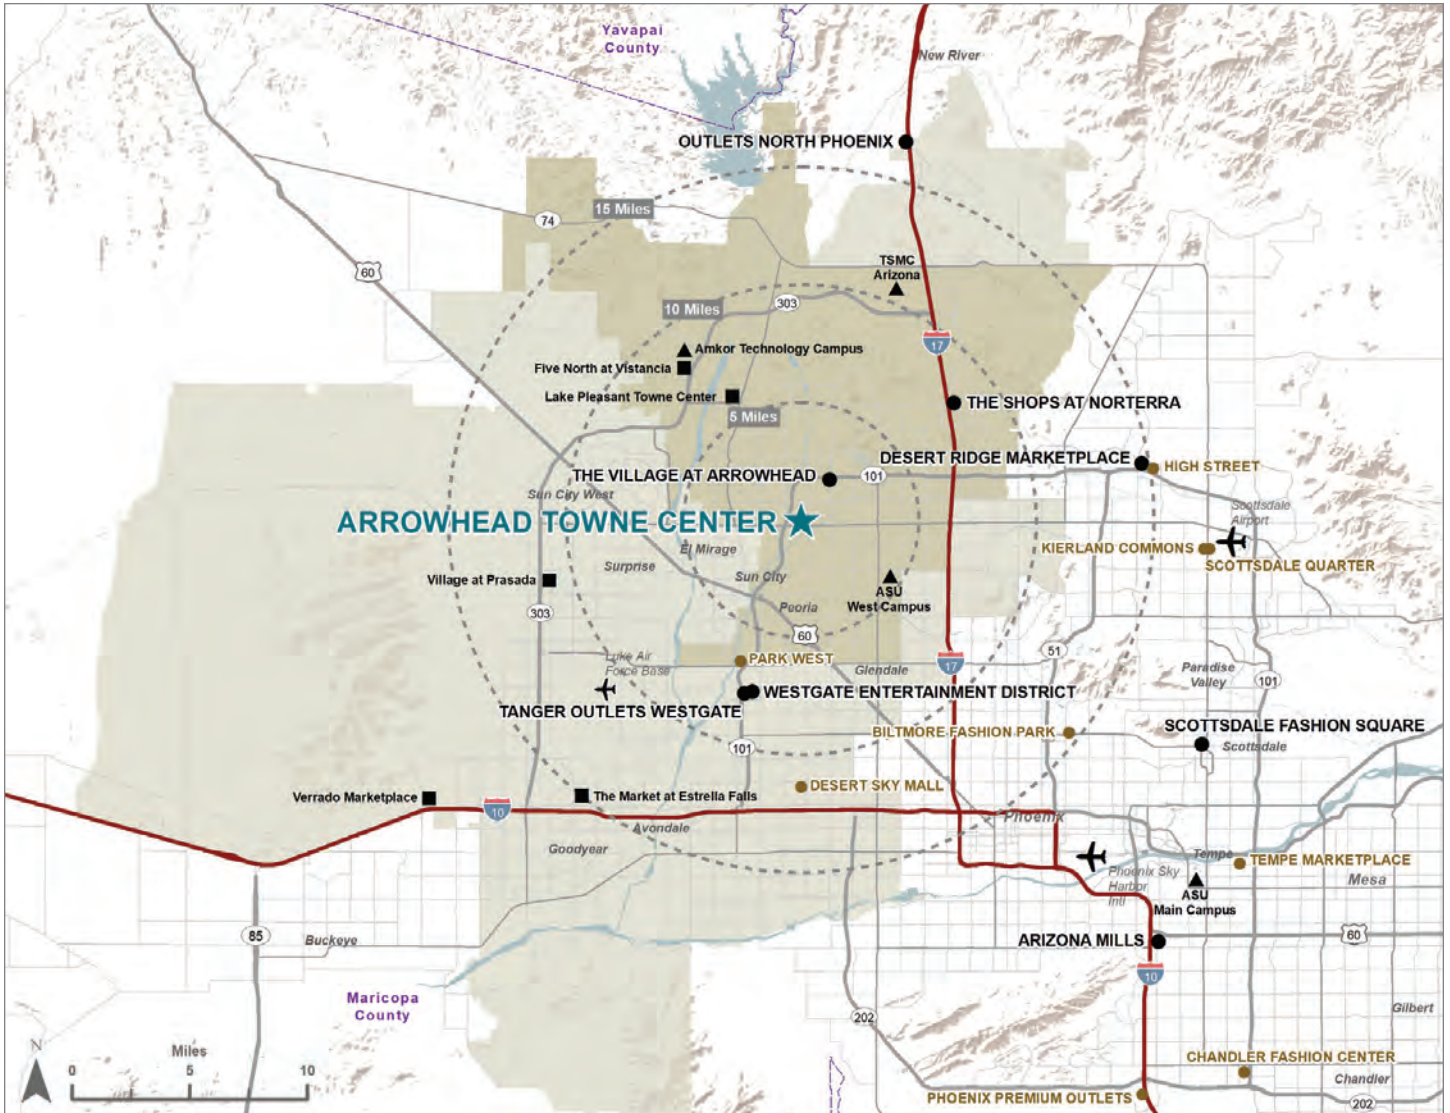 Yavapai
County
New River
OUTLETS NORTH PHOENIX
15 Miles
74
TSMC
Arizona
60
10 Miles
303
17
Amkor Technology Campus
Five North at Vistancia
Lake Pleasant Towne Center
5 Miles
THE SHOPS AT NORTERRA
DESERT RIDGE MARKETPLACE
HIGH STREET
THE VILLAGE AT ARROWHEAD
101
Sun City West
Scottsdale
Airport
ARROWHEAD TOWNE CENTER
El Mirage
KIERLAND COMMONS
SCOTTSDALE QUARTER
Surprise
Sun City
Village at Prasada
ASU
West Campus
303
Peoria
60
51
Luke Air
Force Base
PARK WEST
Glendale
17
Paradise
Valley
101
WESTGATE ENTERTAINMENT DISTRICT
TANGER OUTLETS WESTGATE
SCOTTSDALE FASHION SQUARE
BILTMORE FASHION PARK
101
Scottsdale
DESERT SKY MALL
Verrado Marketplace
The Market at Estrella Falls
10
Phoenix
Avondale
Goodyear
Tempe
TEMPE MARKETPLACE
Phoenix Sky
Harbor
Intl
Mesa
ASU
Main Campus
85
Buckeye
ARIZONA MILLS
60
10
Maricopa
County
Gilbert
202
N
Miles
0 5 10
CHANDLER FASHION CENTER
Chandler
PHOENIX PREMIUM OUTLETS
202